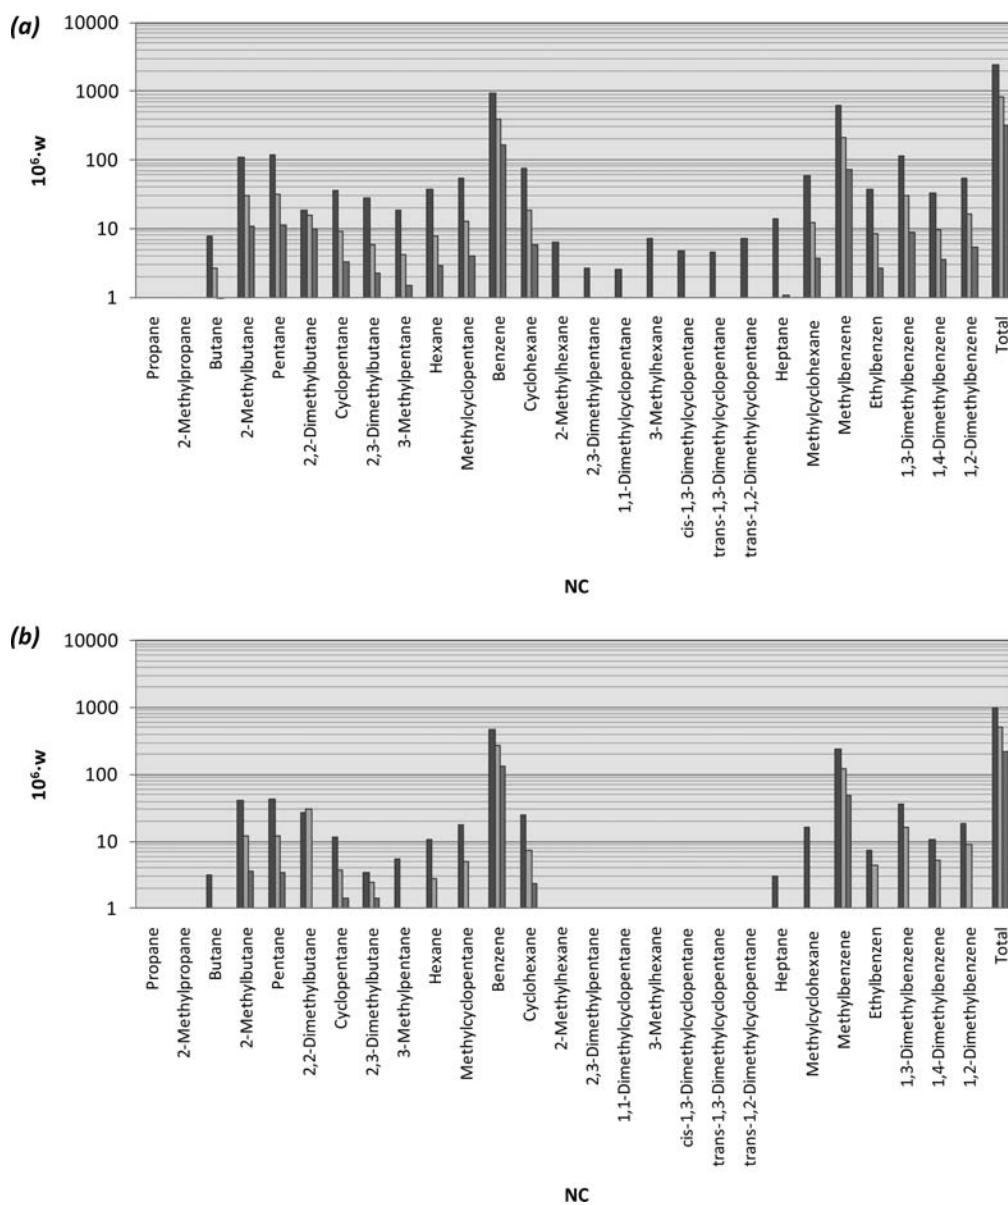 (a)
10000
1000
100
10
1
10⁶·w
Propane
2-Methylpropane
Butane
2-Methylbutane
Pentane
2,2-Dimethylbutane
Cyclopentane
2,3-Dimethylbutane
3-Methylpentane
Hexane
Methylcyclopentane
Benzene
Cyclohexane
2-Methylhexane
2,3-Dimethylpentane
1,1-Dimethylcyclopentane
3-Methylhexane
cis-1,3-Dimethylcyclopentane
trans-1,3-Dimethylcyclopentane
trans-1,2-Dimethylcyclopentane
Heptane
Methylcyclohexane
Methylbenzene
Ethylbenzen
1,3-Dimethylbenzene
1,4-Dimethylbenzene
1,2-Dimethylbenzene
Total
NC
(b)
10000
1000
100
10
1
10⁶·w
Propane
2-Methylpropane
Butane
2-Methylbutane
Pentane
2,2-Dimethylbutane
Cyclopentane
2,3-Dimethylbutane
3-Methylpentane
Hexane
Methylcyclopentane
Benzene
Cyclohexane
2-Methylhexane
2,3-Dimethylpentane
1,1-Dimethylcyclopentane
3-Methylhexane
cis-1,3-Dimethylcyclopentane
trans-1,3-Dimethylcyclopentane
trans-1,2-Dimethylcyclopentane
Heptane
Methylcyclohexane
Methylbenzene
Ethylbenzen
1,3-Dimethylbenzene
1,4-Dimethylbenzene
1,2-Dimethylbenzene
Total
NC